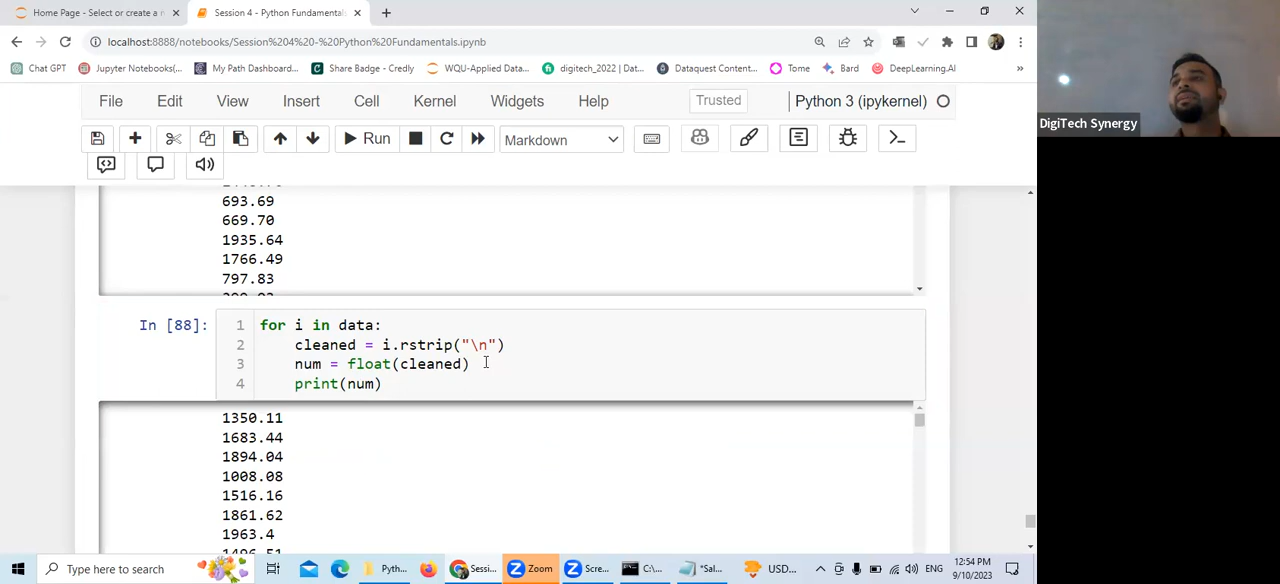 Home Page - Select or create a n
Session 4 - Python Fundamental
localhost:8888/notebooks/Session%204%20-%20Python%20Fundamentals.ipynb
Chat GPT
Jupyter Notebooks(...
My Path Dashboard...
Share Badge - Credly
WQU-Applied Data...
digitech_2022 | Dat...
Dataquest Content...
Tome
Bard
DeepLearning.AI
»
File Edit View Insert Cell Kernel Widgets Help
Trusted
Python 3 (ipykernel)
Run
Markdown
DigiTech Synergy
693.69
669.70
1935.64
1766.49
797.83
In [88]:
1 for i in data:
2 cleaned = i.rstrip("\n")
3 num = float(cleaned)
4 print(num)
1350.11
1683.44
1894.04
1008.08
1516.16
1861.62
1963.4
Type here to search
Pyth...
Sessi...
Zoom
Scre...
C:\...
*Sal...
USD...
ENG
12:54 PM
9/10/2023